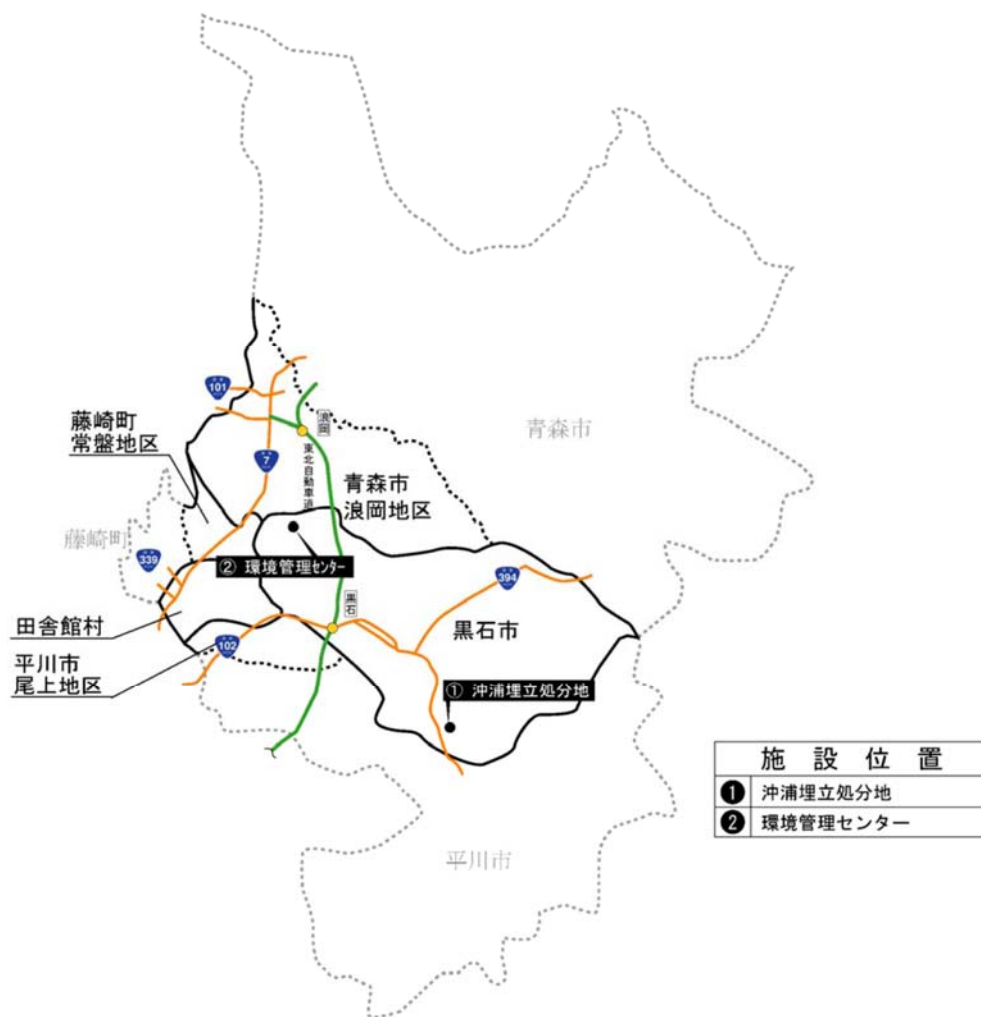 101
浪岡
藤崎町
常盤地区
青森市
7
東北自動車道
青森市
浪岡地区
藤崎町
339
② 環境管理センター
394
黒石
田舎館村
黒石市
102
平川市
尾上地区
① 沖浦埋立処分地
施設位置
❶ 沖浦埋立処分地
❷ 環境管理センター
平川市